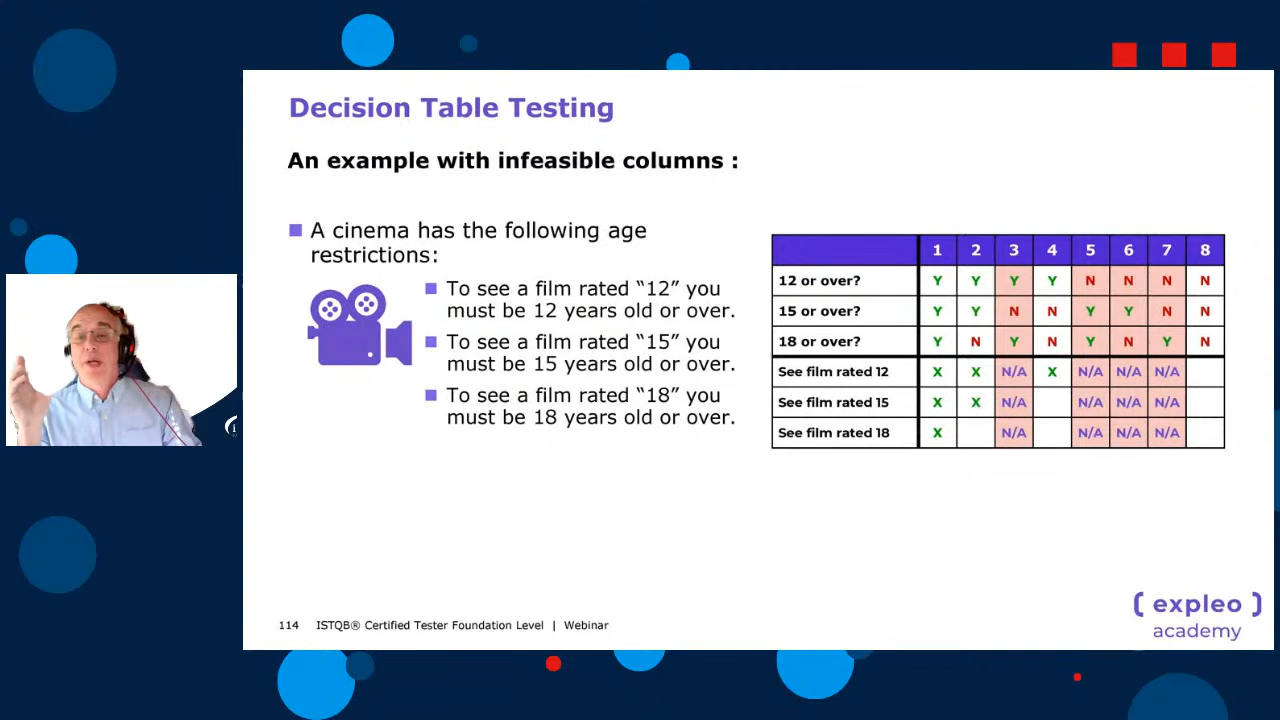 Decision Table Testing
An example with infeasible columns :
A cinema has the following age
restrictions:
To see a film rated “12” you
must be 12 years old or over.
To see a film rated “15” you
must be 15 years old or over.
To see a film rated “18” you
must be 18 years old or over.
1 2 3 4 5 6 7 8
12 or over? Y Y Y Y N N N N
15 or over? Y Y N N Y Y N N
18 or over? Y N Y N Y N Y N
See film rated 12 X X N/A X N/A N/A N/A
See film rated 15 X X N/A N/A N/A N/A
See film rated 18 X N/A N/A N/A N/A
114 ISTQB® Certified Tester Foundation Level | Webinar
( expleo )
academy